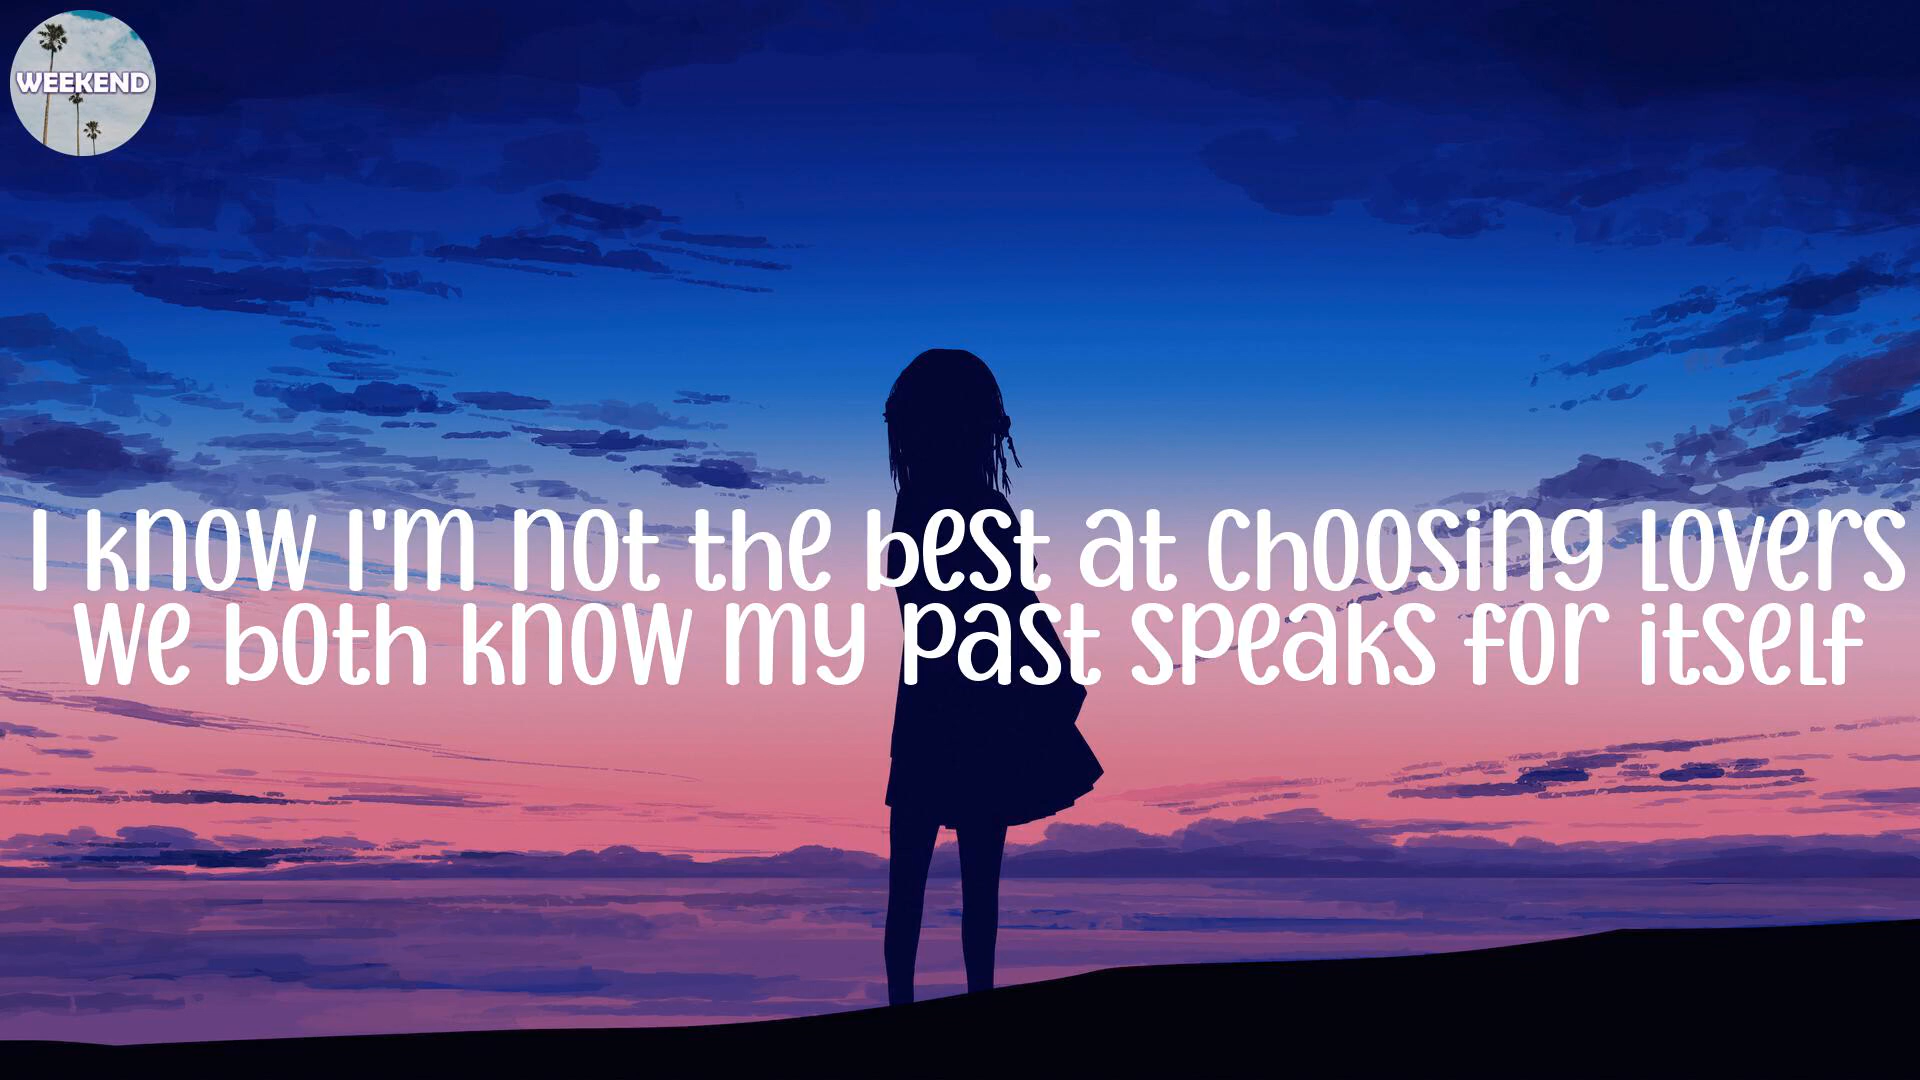 WEEKEND
I know I'm not the best at choosing lovers
We both know my past speaks for itself